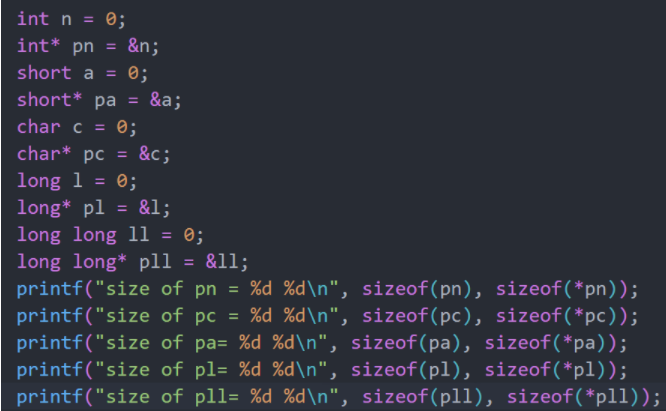 int n = 0;
int* pn = &n;
short a = 0;
short* pa = &a;
char c = 0;
char* pc = &c;
long l = 0;
long* pl = &l;
long long ll = 0;
long long* pll = &ll;
printf("size of pn = %d %d\n", sizeof(pn), sizeof(*pn));
printf("size of pc = %d %d\n", sizeof(pc), sizeof(*pc));
printf("size of pa= %d %d\n", sizeof(pa), sizeof(*pa));
printf("size of pl= %d %d\n", sizeof(pl), sizeof(*pl));
printf("size of pll= %d %d\n", sizeof(pll), sizeof(*pll));